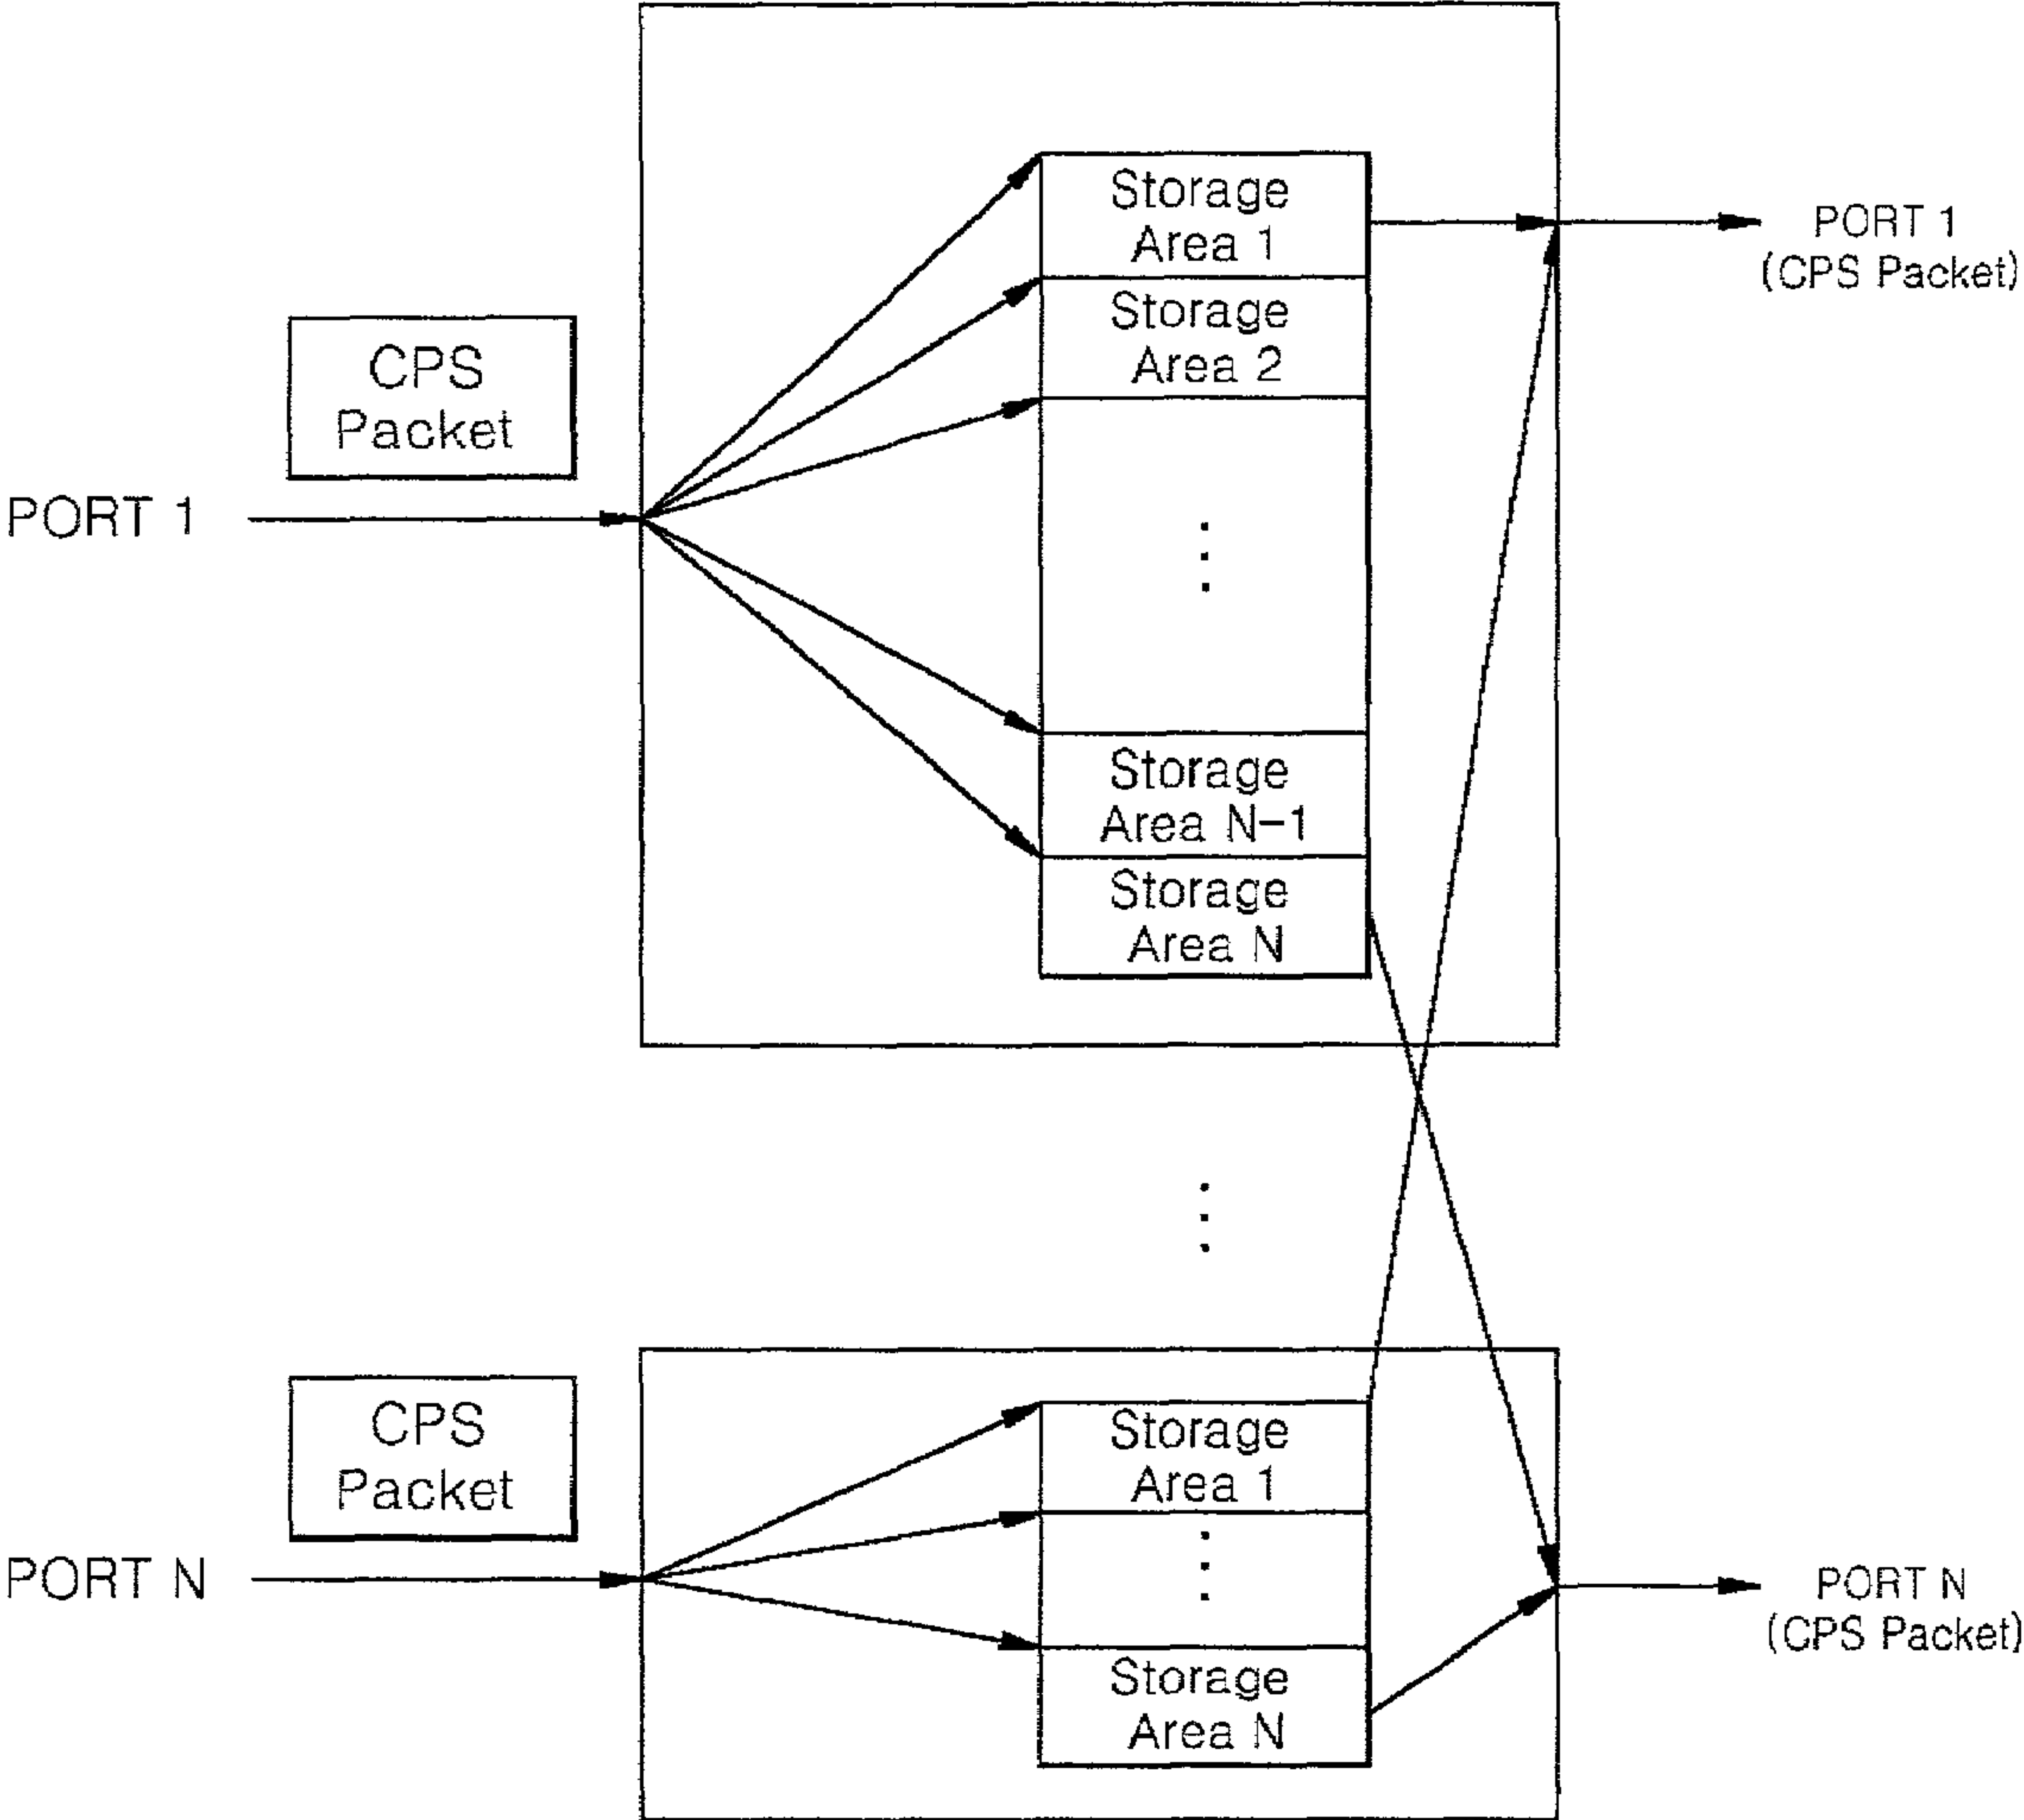 Storage
Area 1
PORT 1
(CPS Packet)
Storage
Area 2
CPS
Packet
PORT 1
Storage
Area N-1
Storage
Area N
CPS
Packet
Storage
Area 1
PORT N
PORT N
(CPS Packet)
Storage
Area N